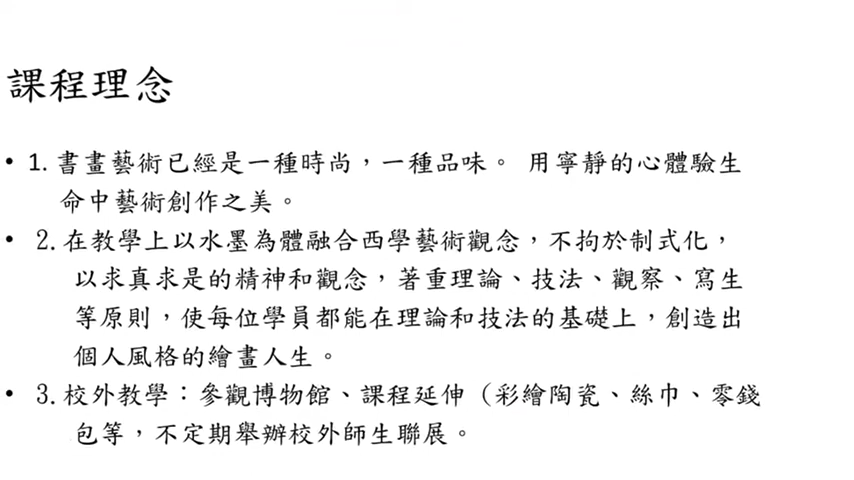 課程理念
• 1. 書畫藝術已經是一種時尚，一種品味。 用寧靜的心體驗生
命中藝術創作之美。
• 2. 在教學上以水墨為體融合西學藝術觀念，不拘於制式化，
以求真求是的精神和觀念，著重理論、技法、觀察、寫生
等原則，使每位學員都能在理論和技法的基礎上，創造出
個人風格的繪畫人生。
• 3. 校外教學：參觀博物館、課程延伸（彩繪陶瓷、絲巾、零錢
包等，不定期舉辦校外師生聯展。